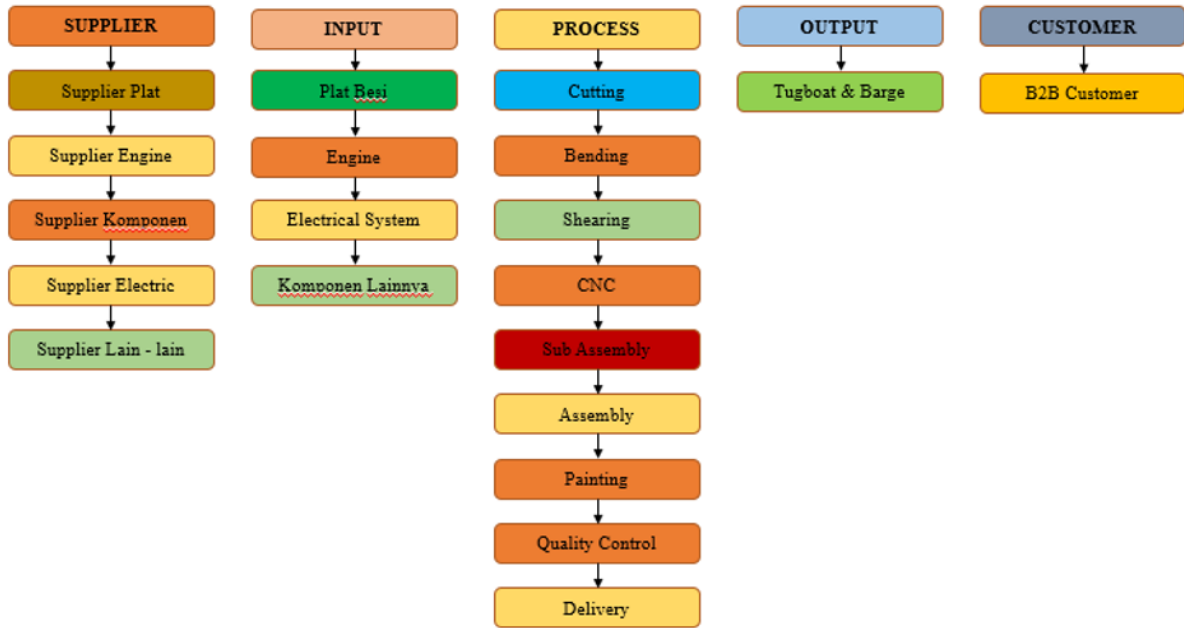 SUPPLIER
Supplier Plat
Supplier Engine
Supplier Komponen
Supplier Electric
Supplier Lain - lain
INPUT
Plat Besi
Engine
Electrical System
Komponen Lainnya
PROCESS
Cutting
Bending
Shearing
CNC
Sub Assembly
Assembly
Painting
Quality Control
Delivery
OUTPUT
Tugboat & Barge
CUSTOMER
B2B Customer